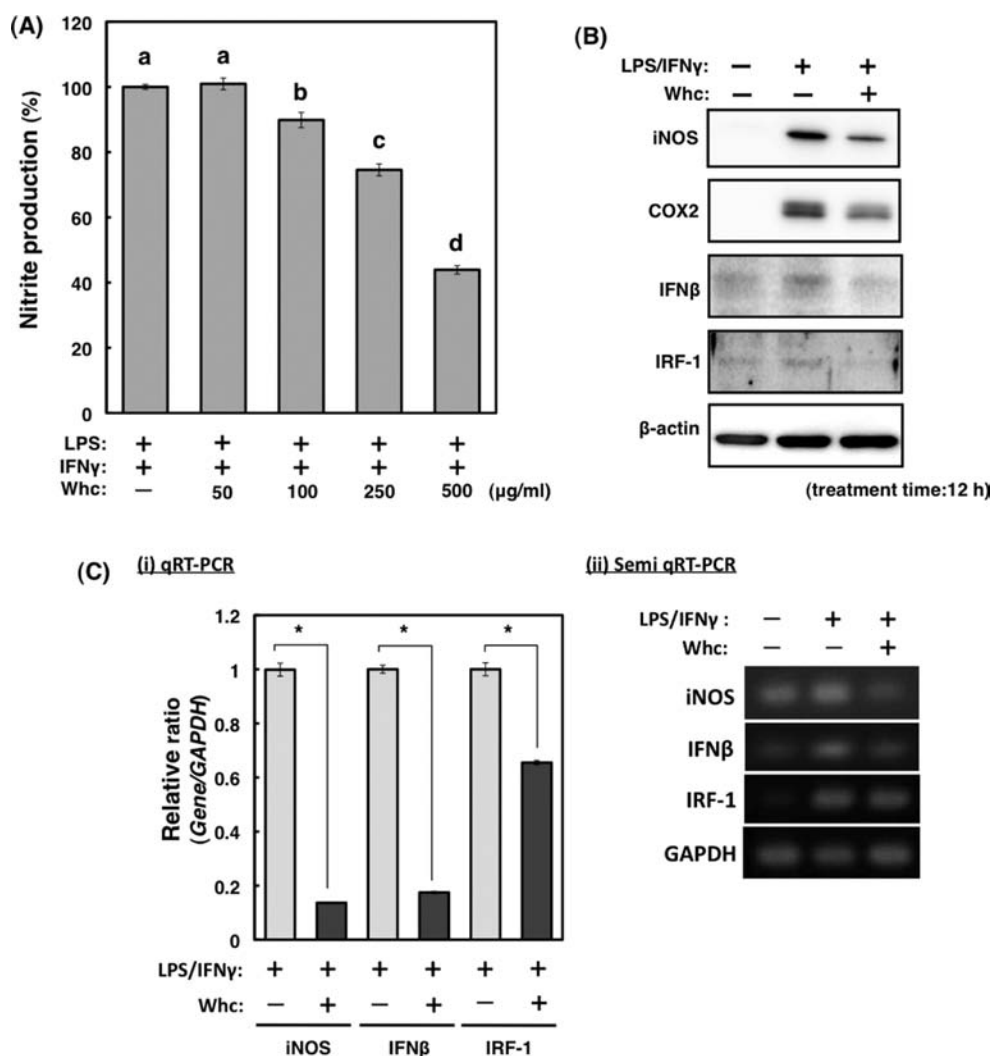 (A)
120
100
80
60
40
20
0
Nitrite production (%)
a a b c d
LPS: + + + + +
IFNγ: + + + + +
Whc: — 50 100 250 500 (μg/ml)
(B)
LPS/IFNγ: – + +
Whc: – – +
iNOS
COX2
IFNβ
IRF-1
β-actin
(treatment time:12 h)
(C)
(i) qRT-PCR
1.2
1
0.8
0.6
0.4
0.2
0
Relative ratio
(Gene/GAPDH)
* * *
LPS/IFNγ: + + + + + +
Whc: — + — + — +
iNOS IFNβ IRF-1
(ii) Semi qRT-PCR
LPS/IFNγ : — + +
Whc: — — +
iNOS
IFNβ
IRF-1
GAPDH